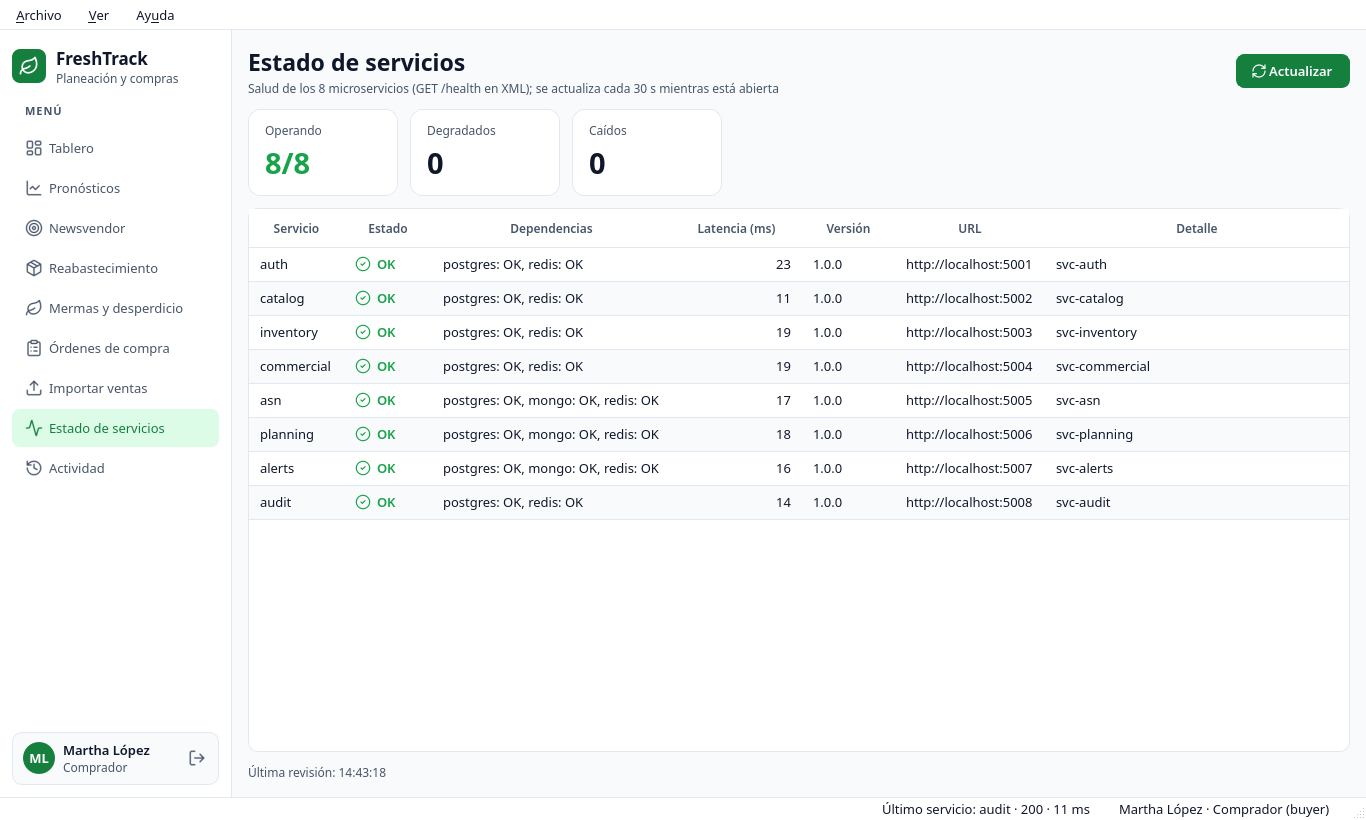 Archivo Ver Ayuda
FreshTrack
Planeación y compras
MENÚ
Tablero
Pronósticos
Newsvendor
Reabastecimiento
Mermas y desperdicio
Órdenes de compra
Importar ventas
Estado de servicios
Actividad
ML
Martha López
Comprador
Estado de servicios
Salud de los 8 microservicios (GET /health en XML); se actualiza cada 30 s mientras está abierta
Actualizar
Operando
8/8
Degradados
0
Caídos
0
Servicio Estado Dependencias Latencia (ms) Versión URL Detalle
auth OK postgres: OK, redis: OK 23 1.0.0 http://localhost:5001 svc-auth
catalog OK postgres: OK, redis: OK 11 1.0.0 http://localhost:5002 svc-catalog
inventory OK postgres: OK, redis: OK 19 1.0.0 http://localhost:5003 svc-inventory
commercial OK postgres: OK, redis: OK 19 1.0.0 http://localhost:5004 svc-commercial
asn OK postgres: OK, mongo: OK, redis: OK 17 1.0.0 http://localhost:5005 svc-asn
planning OK postgres: OK, mongo: OK, redis: OK 18 1.0.0 http://localhost:5006 svc-planning
alerts OK postgres: OK, mongo: OK, redis: OK 16 1.0.0 http://localhost:5007 svc-alerts
audit OK postgres: OK, redis: OK 14 1.0.0 http://localhost:5008 svc-audit
Última revisión: 14:43:18
Último servicio: audit · 200 · 11 ms Martha López · Comprador (buyer)